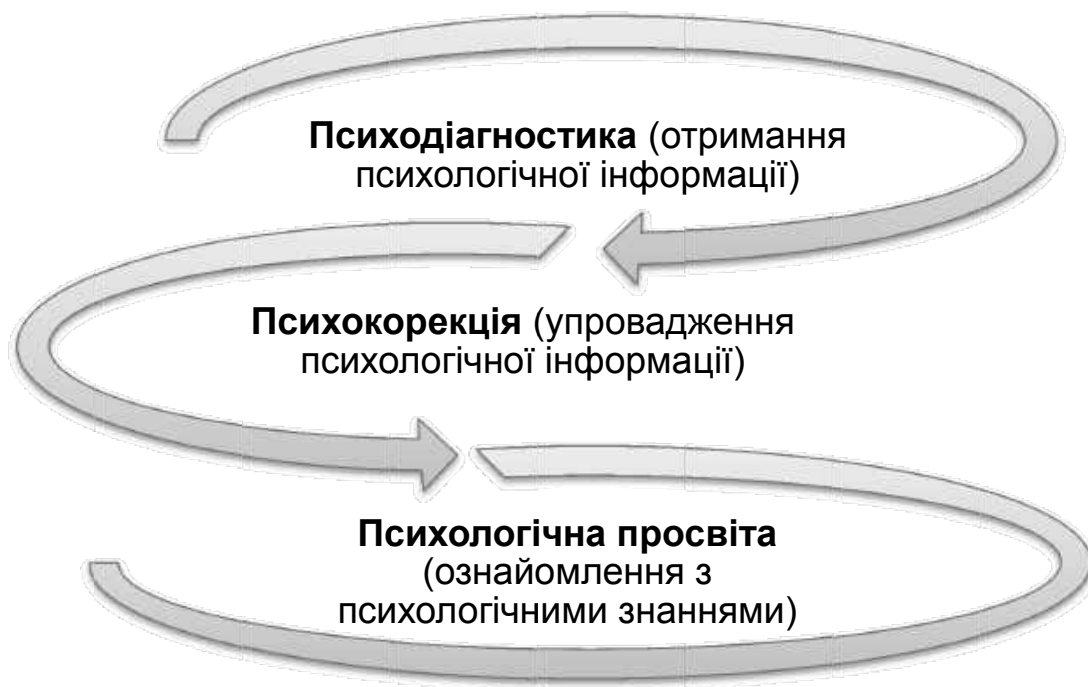 Психодіагностика (отримання
психологічної інформації)
Психокорекція (упровадження
психологічної інформації)
Психологічна просвіта
(ознайомлення з
психологічними знаннями)